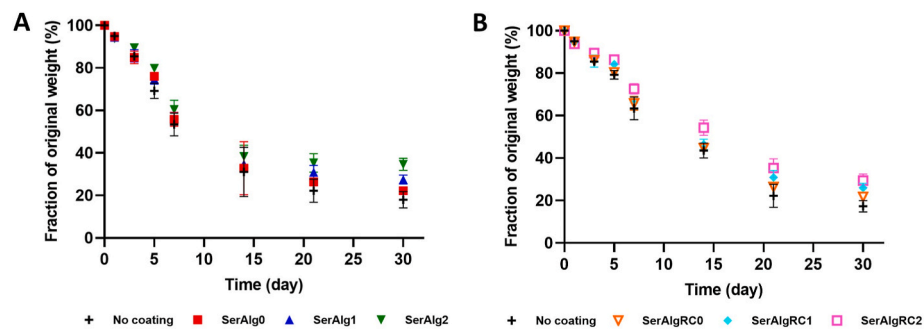 A
Fraction of original weight (%)
100
80
60
40
20
0
0 5 10 15 20 25 30
Time (day)
No coating SerAlg0 SerAlg1 SerAlg2
B
Fraction of original weight (%)
100
80
60
40
20
0
0 5 10 15 20 25 30
Time (day)
No coating SerAlgRC0 SerAlgRC1 SerAlgRC2